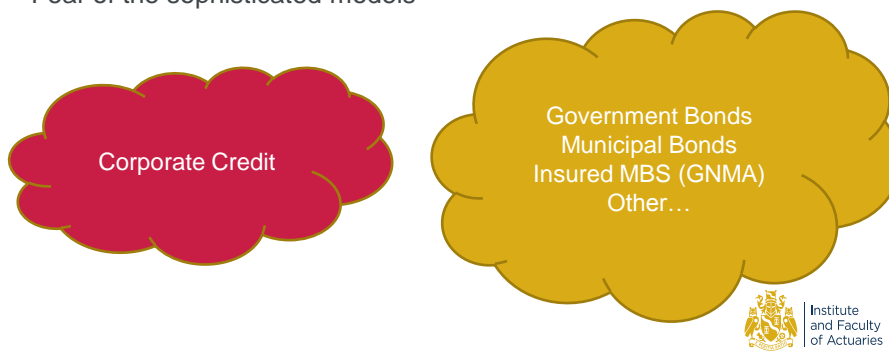 of the sophisticated models
Corporate Credit
Government Bonds
Municipal Bonds
Insured MBS (GNMA)
Other…
Institute
and Faculty
of Actuaries